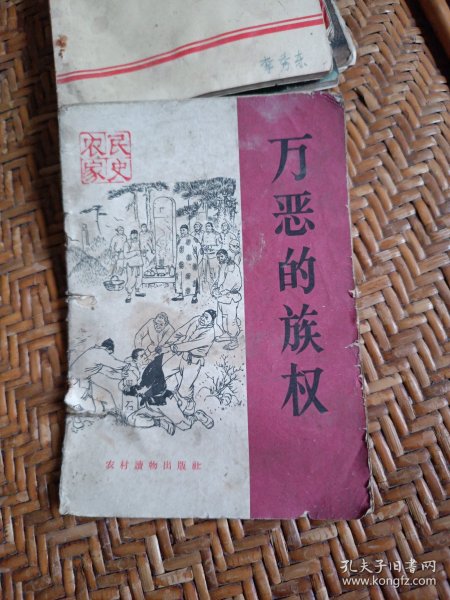 农家
民史
万恶的族权
农村读物出版社
孔夫子旧书网
www.kongfz.com